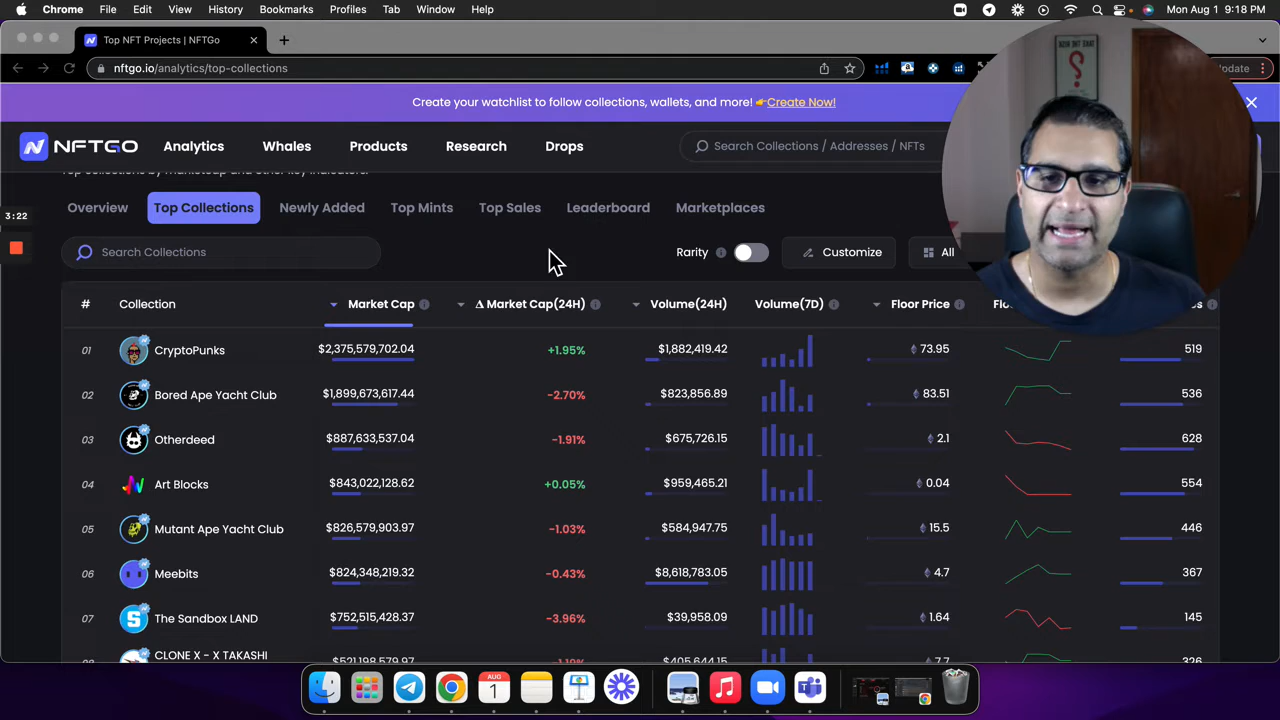 Chrome File Edit View History Bookmarks Profiles Tab Window Help Mon Aug 1 9:18 PM
Top NFT Projects | NFTGo
nftgo.io/analytics/top-collections
Create your watchlist to follow collections, wallets, and more! 👉Create Now!
NFTGO Analytics Whales Products Research Drops Search Collections / Addresses / NFTs
3:22
Overview Top Collections Newly Added Top Mints Top Sales Leaderboard Marketplaces
Search Collections Rarity Customize All
# Collection Market Cap Δ Market Cap(24H) Volume(24H) Volume(7D) Floor Price
01 CryptoPunks $2,375,579,702.04 +1.95% $1,882,419.42 73.95 519
02 Bored Ape Yacht Club $1,899,673,617.44 -2.70% $823,856.89 83.51 536
03 Otherdeed $887,633,537.04 -1.91% $675,726.15 2.1 628
04 Art Blocks $843,022,128.62 +0.05% $959,465.21 0.04 554
05 Mutant Ape Yacht Club $826,579,903.97 -1.03% $584,947.75 15.5 446
06 Meebits $824,348,219.32 -0.43% $8,618,783.05 4.7 367
07 The Sandbox LAND $752,515,428.37 -3.96% $39,958.09 1.64 145
CLONE X - X TAKASHI
AUG
1